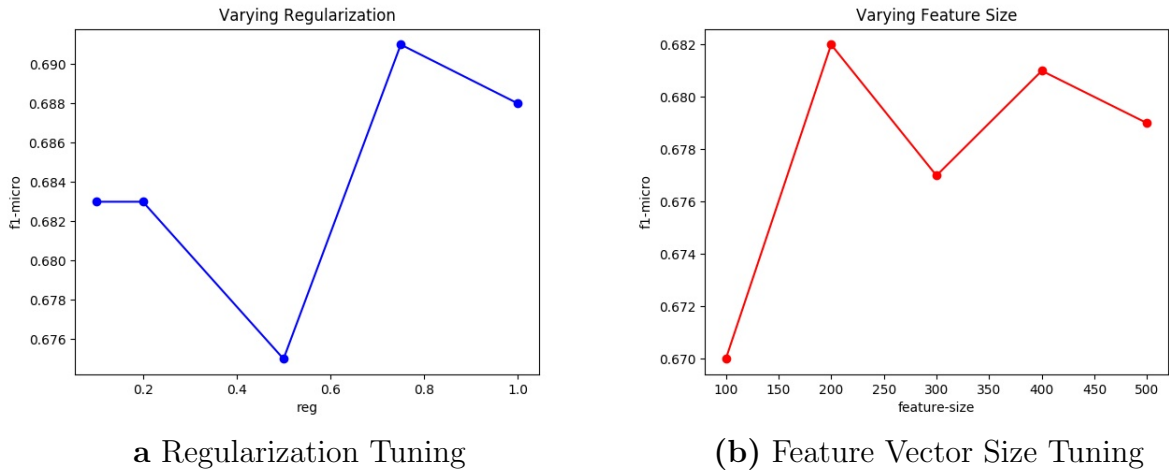 Varying Regularization
0.690
0.688
0.686
0.684
0.682
0.680
0.678
0.676
f1-micro
0.2 0.4 0.6 0.8 1.0
reg
a Regularization Tuning
Varying Feature Size
0.682
0.680
0.678
0.676
0.674
0.672
0.670
f1-micro
100 150 200 250 300 350 400 450 500
feature-size
(b) Feature Vector Size Tuning